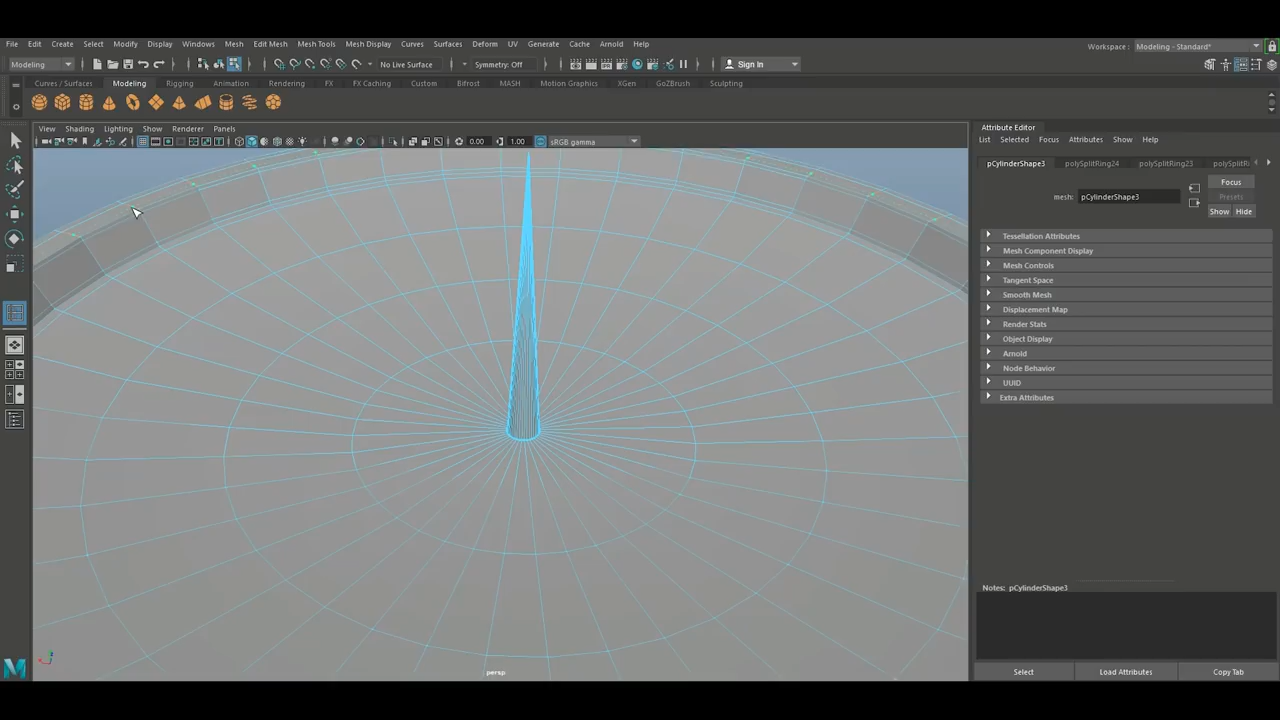 File Edit Create Select Modify Display Windows Mesh Edit Mesh Mesh Tools Mesh Display Curves Surfaces Deform UV Generate Cache Arnold Help
Workspace : Modeling - Standard*
Modeling No Live Surface Symmetry: Off Sign In
Curves / Surfaces Modeling Rigging Animation Rendering FX FX Caching Custom Bifrost MASH Motion Graphics XGen GoZBrush Sculpting
View Shading Lighting Show Renderer Panels
0.00 1.00 sRGB gamma
persp
Attribute Editor
List Selected Focus Attributes Show Help
pCylinderShape3 polySplitRing24 polySplitRing23 polySplitRi
Focus
mesh: pCylinderShape3
Presets
Show Hide
Tessellation Attributes
Mesh Component Display
Mesh Controls
Tangent Space
Smooth Mesh
Displacement Map
Render Stats
Object Display
Arnold
Node Behavior
UUID
Extra Attributes
Notes: pCylinderShape3
Select Load Attributes Copy Tab